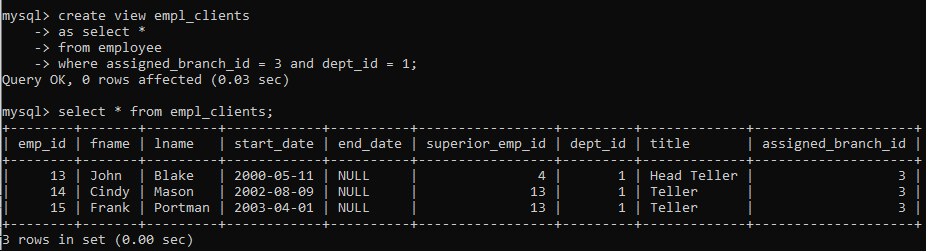 mysql> create view empl_clients
    -> as select *
    -> from employee
    -> where assigned_branch_id = 3 and dept_id = 1;
Query OK, 0 rows affected (0.03 sec)

mysql> select * from empl_clients;
+--------+-------+---------+------------+----------+-----------------+---------+-------------+--------------------+
| emp_id | fname | lname   | start_date | end_date | superior_emp_id | dept_id | title       | assigned_branch_id |
+--------+-------+---------+------------+----------+-----------------+---------+-------------+--------------------+
|     13 | John  | Blake   | 2000-05-11 | NULL     |               4 |       1 | Head Teller |                  3 |
|     14 | Cindy | Mason   | 2002-08-09 | NULL     |              13 |       1 | Teller      |                  3 |
|     15 | Frank | Portman | 2003-04-01 | NULL     |              13 |       1 | Teller      |                  3 |
+--------+-------+---------+------------+----------+-----------------+---------+-------------+--------------------+
3 rows in set (0.00 sec)